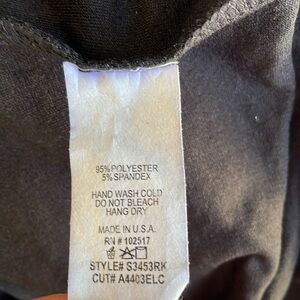 95% POLYESTER
5% SPANDEX
HAND WASH COLD
DO NOT BLEACH
HANG DRY
MADE IN U.S.A.
RN # 102517
STYLE# S3453RK
CUT# A4403ELC